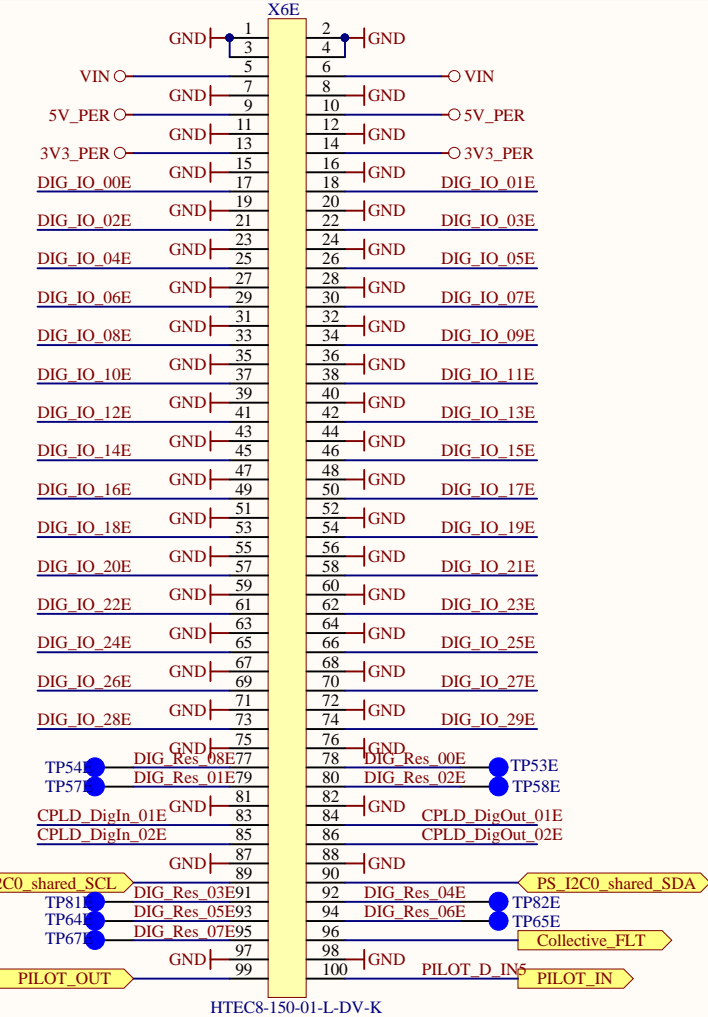 X6E
GND 1 2 GND
3 4
VIN 5 6 VIN
GND 7 8 GND
5V_PER 9 10 5V_PER
GND 11 12 GND
3V3_PER 13 14 3V3_PER
GND 15 16 GND
DIG_IO_00E 17 18 DIG_IO_01E
GND 19 20 GND
DIG_IO_02E 21 22 DIG_IO_03E
GND 23 24 GND
DIG_IO_04E 25 26 DIG_IO_05E
GND 27 28 GND
DIG_IO_06E 29 30 DIG_IO_07E
GND 31 32 GND
DIG_IO_08E 33 34 DIG_IO_09E
GND 35 36 GND
DIG_IO_10E 37 38 DIG_IO_11E
GND 39 40 GND
DIG_IO_12E 41 42 DIG_IO_13E
GND 43 44 GND
DIG_IO_14E 45 46 DIG_IO_15E
GND 47 48 GND
DIG_IO_16E 49 50 DIG_IO_17E
GND 51 52 GND
DIG_IO_18E 53 54 DIG_IO_19E
GND 55 56 GND
DIG_IO_20E 57 58 DIG_IO_21E
GND 59 60 GND
DIG_IO_22E 61 62 DIG_IO_23E
GND 63 64 GND
DIG_IO_24E 65 66 DIG_IO_25E
GND 67 68 GND
DIG_IO_26E 69 70 DIG_IO_27E
GND 71 72 GND
DIG_IO_28E 73 74 DIG_IO_29E
GND 75 76 GND
TP54E DIG_Res_08E 77 78 DIG_Res_00E TP53E
TP57E DIG_Res_01E 79 80 DIG_Res_02E TP58E
GND 81 82 GND
CPLD_DigIn_01E 83 84 CPLD_DigOut_01E
CPLD_DigIn_02E 85 86 CPLD_DigOut_02E
GND 87 88 GND
2C0_shared_SCL 89 90 PS_I2C0_shared_SDA
TP81E DIG_Res_03E 91 92 DIG_Res_04E TP82E
TP64E DIG_Res_05E 93 94 DIG_Res_06E TP65E
TP67E DIG_Res_07E 95 96 Collective_FLT
GND 97 98 GND
PILOT_OUT 99 100 PILOT_D_IN5 PILOT_IN
HTEC8-150-01-L-DV-K